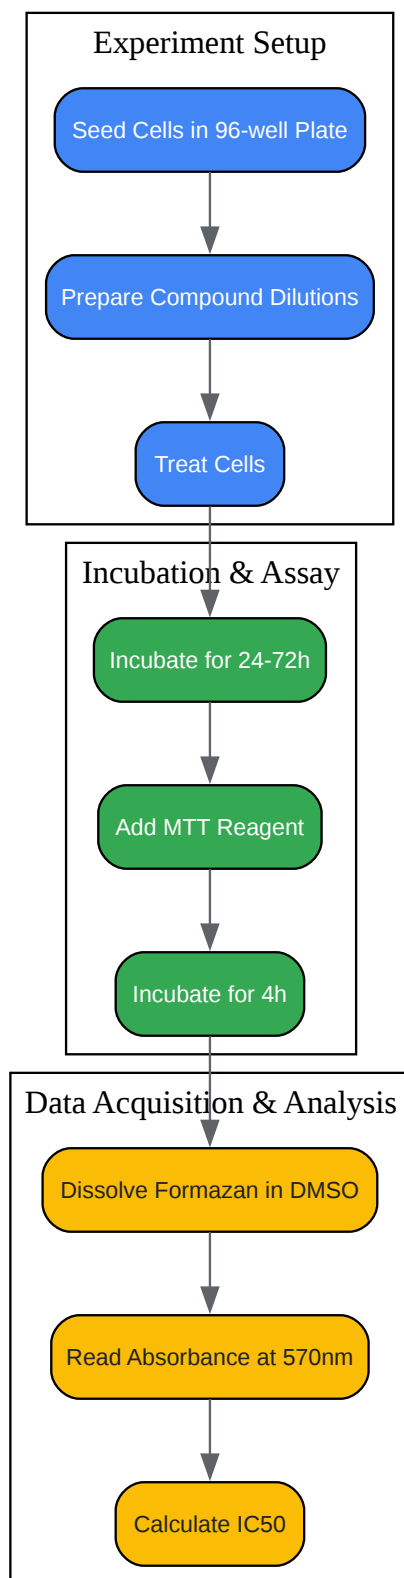 Experiment Setup
Seed Cells in 96-well Plate
Prepare Compound Dilutions
Treat Cells
Incubation & Assay
Incubate for 24-72h
Add MTT Reagent
Incubate for 4h
Data Acquisition & Analysis
Dissolve Formazan in DMSO
Read Absorbance at 570nm
Calculate IC50